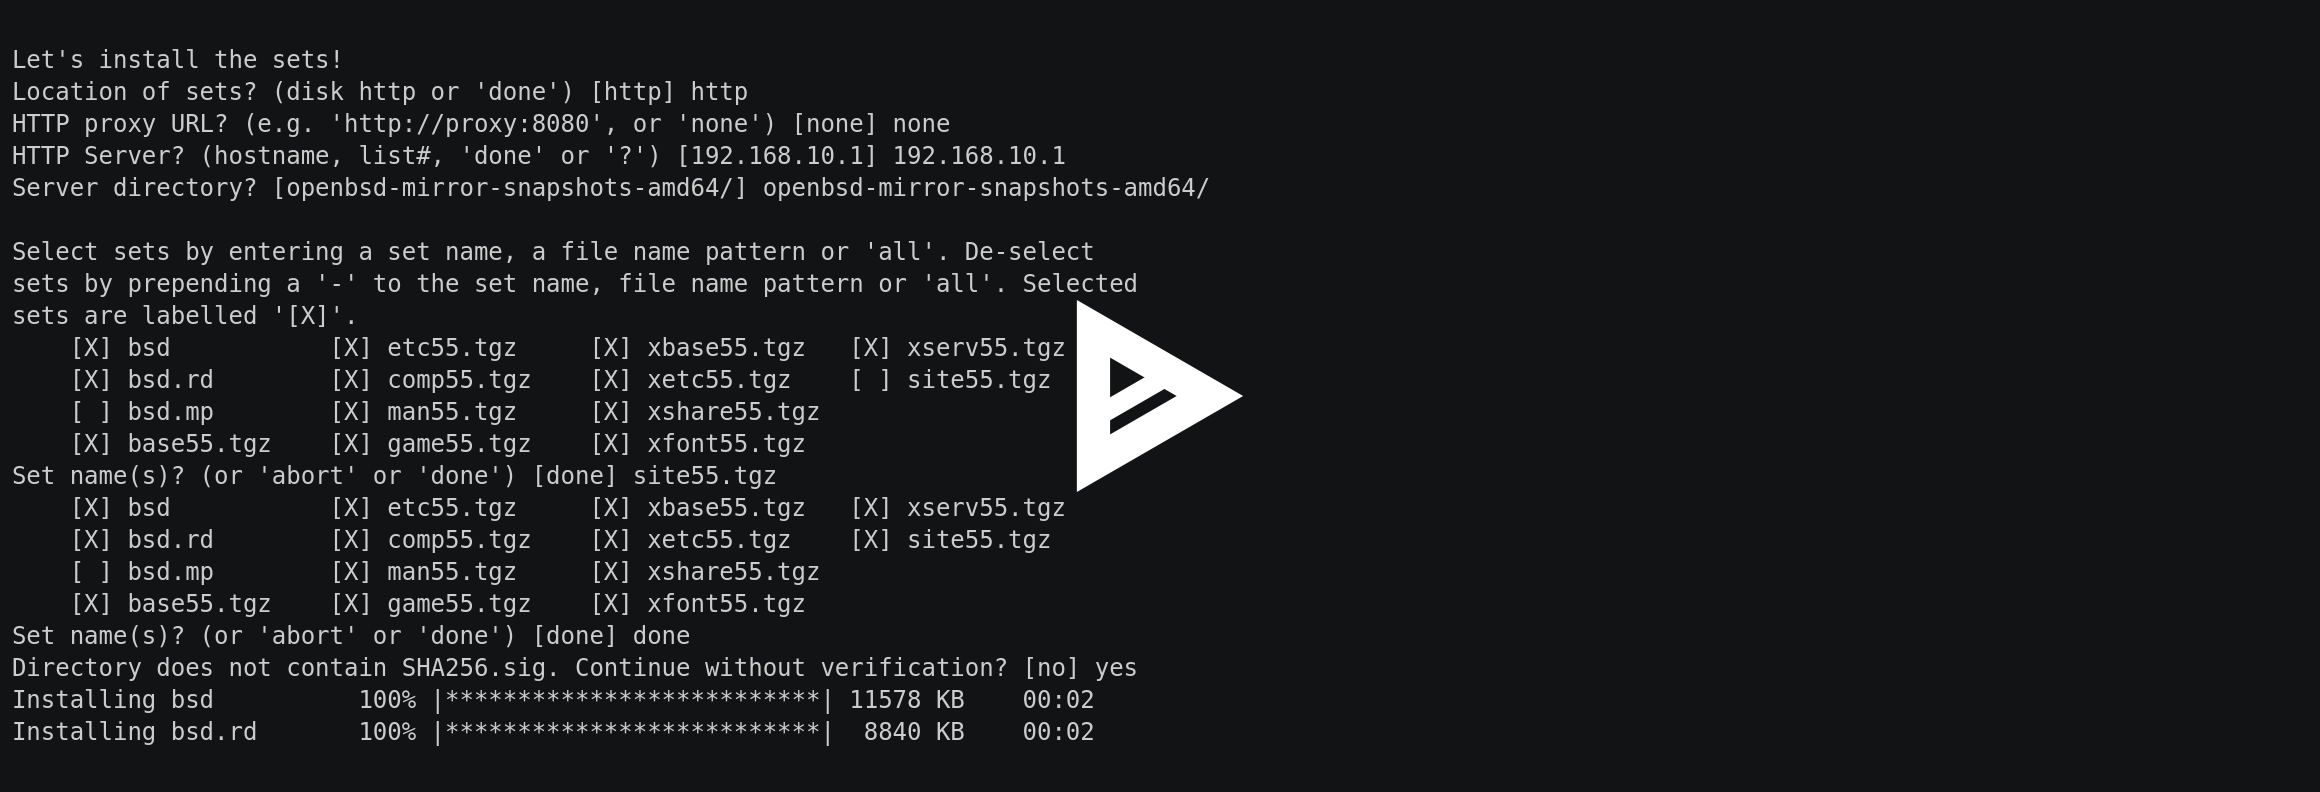 Let's install the sets!
Location of sets? (disk http or 'done') [http] http
HTTP proxy URL? (e.g. 'http://proxy:8080', or 'none') [none] none
HTTP Server? (hostname, list#, 'done' or '?') [192.168.10.1] 192.168.10.1
Server directory? [openbsd-mirror-snapshots-amd64/] openbsd-mirror-snapshots-amd64/

Select sets by entering a set name, a file name pattern or 'all'. De-select
sets by prepending a '-' to the set name, file name pattern or 'all'. Selected
sets are labelled '[X]'.
    [X] bsd           [X] etc55.tgz     [X] xbase55.tgz   [X] xserv55.tgz
    [X] bsd.rd        [X] comp55.tgz    [X] xetc55.tgz    [ ] site55.tgz
    [ ] bsd.mp        [X] man55.tgz     [X] xshare55.tgz
    [X] base55.tgz    [X] game55.tgz    [X] xfont55.tgz
Set name(s)? (or 'abort' or 'done') [done] site55.tgz
    [X] bsd           [X] etc55.tgz     [X] xbase55.tgz   [X] xserv55.tgz
    [X] bsd.rd        [X] comp55.tgz    [X] xetc55.tgz    [X] site55.tgz
    [ ] bsd.mp        [X] man55.tgz     [X] xshare55.tgz
    [X] base55.tgz    [X] game55.tgz    [X] xfont55.tgz
Set name(s)? (or 'abort' or 'done') [done] done
Directory does not contain SHA256.sig. Continue without verification? [no] yes
Installing bsd          100% |**************************| 11578 KB    00:02
Installing bsd.rd       100% |**************************|  8840 KB    00:02